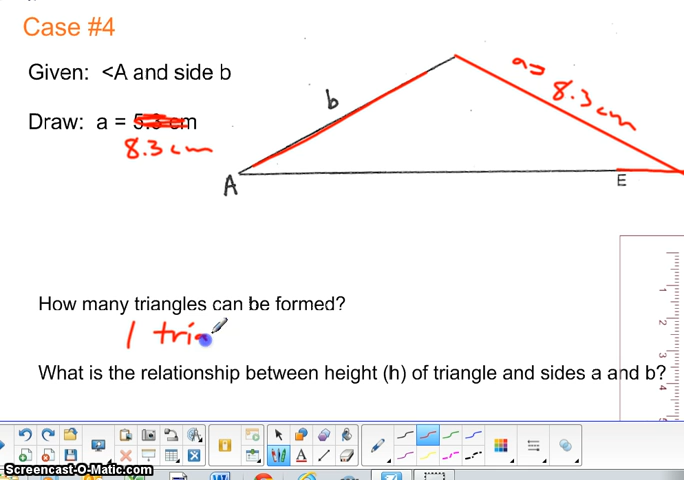 Case #4
Given: <A and side b
Draw: a = 5.3 cm
8.3 cm
b
a = 8.3 cm
A
E
How many triangles can be formed?
1 tria
What is the relationship between height (h) of triangle and sides a and b?
1
2
3
4
Screencast-O-Matic.com